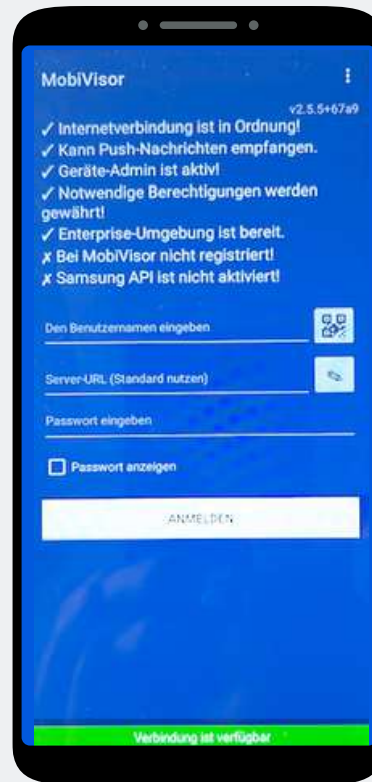 MobiVisor
v2.5.5+67a9
✓ Internetverbindung ist in Ordnung!
✓ Kann Push-Nachrichten empfangen.
✓ Geräte-Admin ist aktiv!
✓ Notwendige Berechtigungen werden
gewährt!
✓ Enterprise-Umgebung ist bereit.
✗ Bei MobiVisor nicht registriert!
✗ Samsung API ist nicht aktiviert!
Den Benutzernamen eingeben
Server-URL (Standard nutzen)
Passwort eingeben
Passwort anzeigen
ANMELDEN
Verbindung ist verfügbar